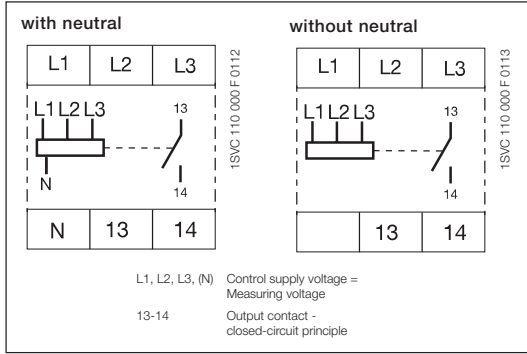 with neutral
L1 L2 L3
L1 L2 L3
13
N
14
N 13 14
1SVC 110 000 F 0112
without neutral
L1 L2 L3
L1 L2 L3
13
14
13 14
1SVC 110 000 F 0113
L1, L2, L3, (N) Control supply voltage =
Measuring voltage
13-14 Output contact -
closed-circuit principle